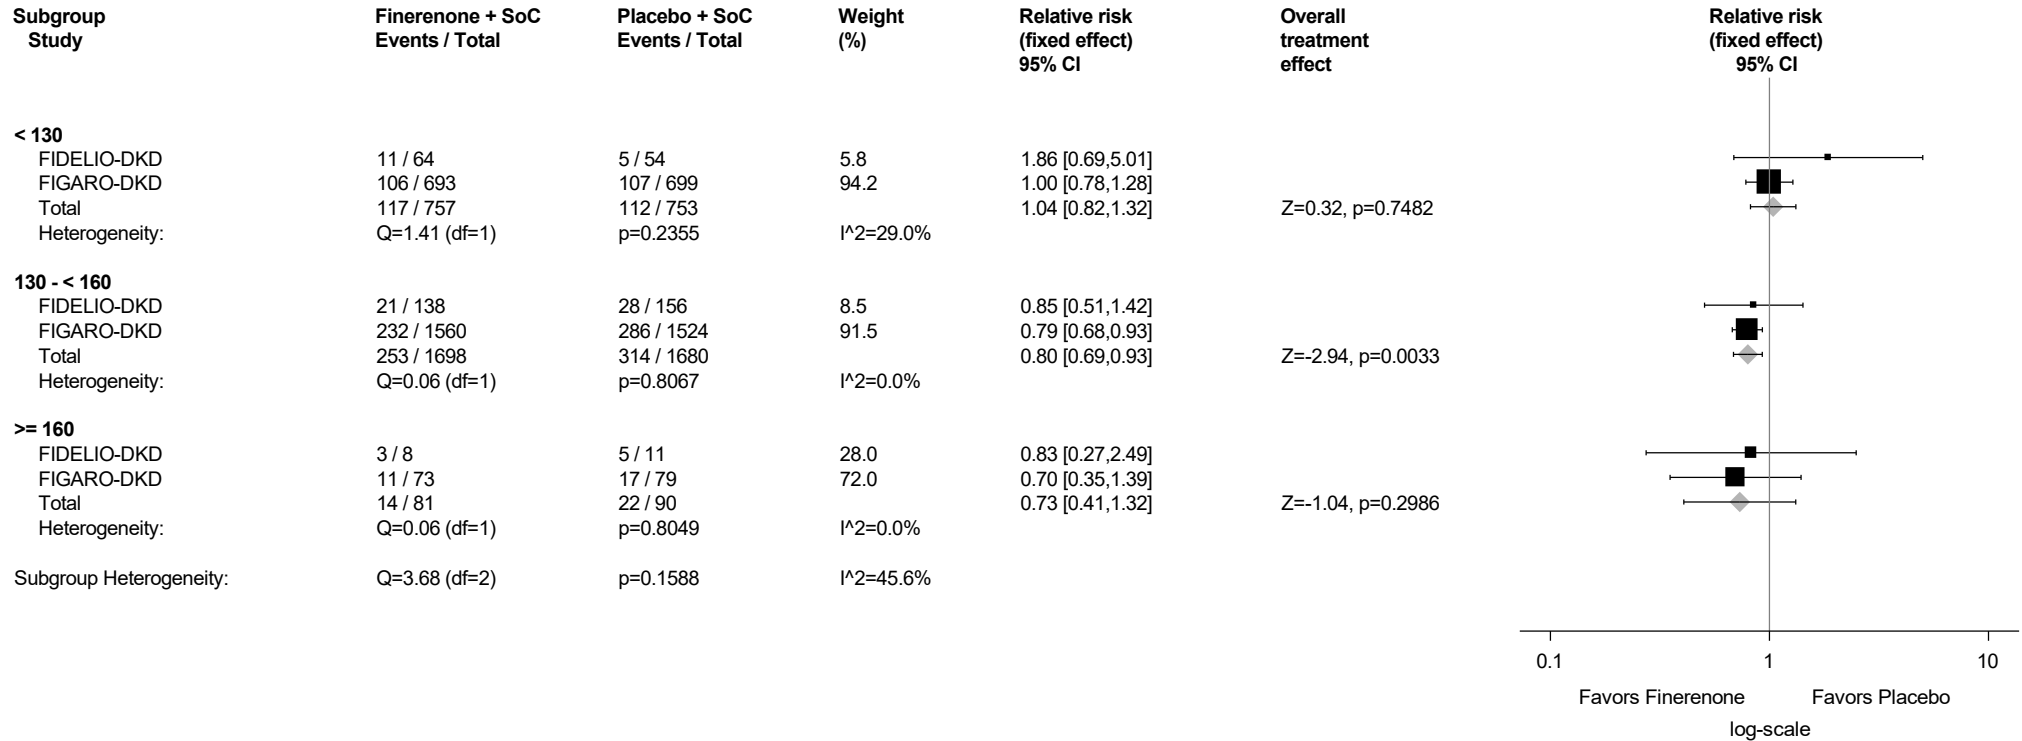 Subgroup Finerenone + SoC Placebo + SoC Weight Relative risk Overall Relative risk
Study Events / Total Events / Total (%) (fixed effect) treatment (fixed effect)
95% CI effect 95% CI
< 130
FIDELIO-DKD 11 / 64 5 / 54 5.8 1.86 [0.69,5.01]
FIGARO-DKD 106 / 693 107 / 699 94.2 1.00 [0.78,1.28]
Total 117 / 757 112 / 753 1.04 [0.82,1.32] Z=0.32, p=0.7482
Heterogeneity: Q=1.41 (df=1) p=0.2355 I^2=29.0%
130 - < 160
FIDELIO-DKD 21 / 138 28 / 156 8.5 0.85 [0.51,1.42]
FIGARO-DKD 232 / 1560 286 / 1524 91.5 0.79 [0.68,0.93]
Total 253 / 1698 314 / 1680 0.80 [0.69,0.93] Z=-2.94, p=0.0033
Heterogeneity: Q=0.06 (df=1) p=0.8067 I^2=0.0%
>= 160
FIDELIO-DKD 3 / 8 5 / 11 28.0 0.83 [0.27,2.49]
FIGARO-DKD 11 / 73 17 / 79 72.0 0.70 [0.35,1.39]
Total 14 / 81 22 / 90 0.73 [0.41,1.32] Z=-1.04, p=0.2986
Heterogeneity: Q=0.06 (df=1) p=0.8049 I^2=0.0%
Subgroup Heterogeneity: Q=3.68 (df=2) p=0.1588 I^2=45.6%
0.1 1 10
Favors Finerenone Favors Placebo
log-scale